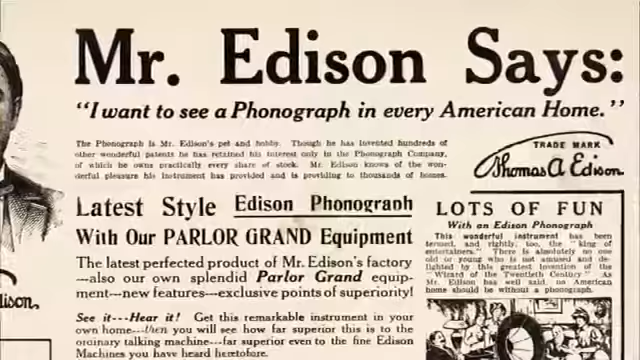 Mr. Edison Says:
"I want to see a Phonograph in every American Home."
The Phonograph is Mr. Edison's pet and hobby. Though he has invented hundreds of
other wonderful patents he has retained his interest only in the Phonograph Company,
of which he owns practically every share of stock. Mr. Edison knows of the won-
derful pleasure his instrument has provided and is providing to thousands of homes.
TRADE MARK
Thomas A Edison.
Latest Style Edison Phonograph
With Our PARLOR GRAND Equipment
The latest perfected product of Mr. Edison's factory
—also our own splendid Parlor Grand equip-
ment---new features---exclusive points of superiority!
See it---Hear it! Get this remarkable instrument in your
own home---then you will see how far superior this is to the
ordinary talking machine---far superior even to the fine Edison
Machines you have heard heretofore.
LOTS OF FUN
With an Edison Phonograph
This wonderful instrument has been
termed, and rightly, too, the "king of
entertainers." There is absolutely no
old or young who is not amused and de-
lighted by this greatest invention of the
"Wizard of the Twentieth Century." As
Mr. Edison has well said, no American
home should be without a phonograph.
dison.